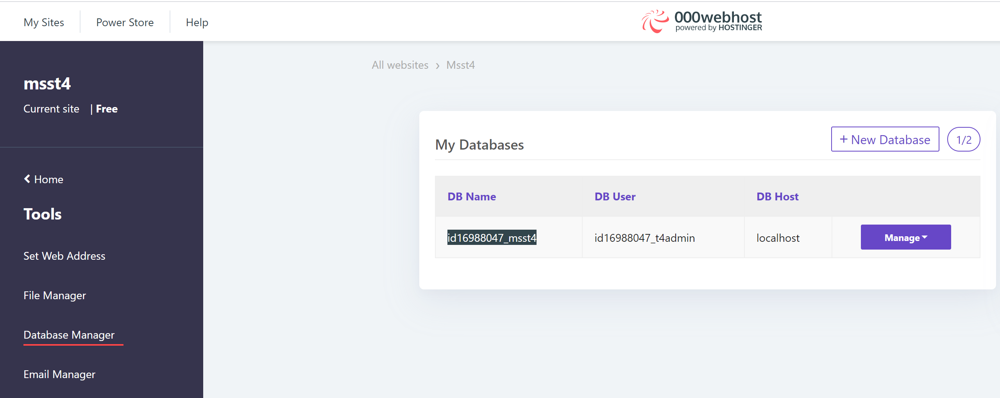 My Sites
Power Store
Help
000webhost
powered by HOSTINGER
msst4
Current site | Free
Home
Tools
Set Web Address
File Manager
Database Manager
Email Manager
All websites › Msst4
My Databases
+ New Database
1/2
DB Name DB User DB Host
id16988047_msst4 id16988047_t4admin localhost Manage